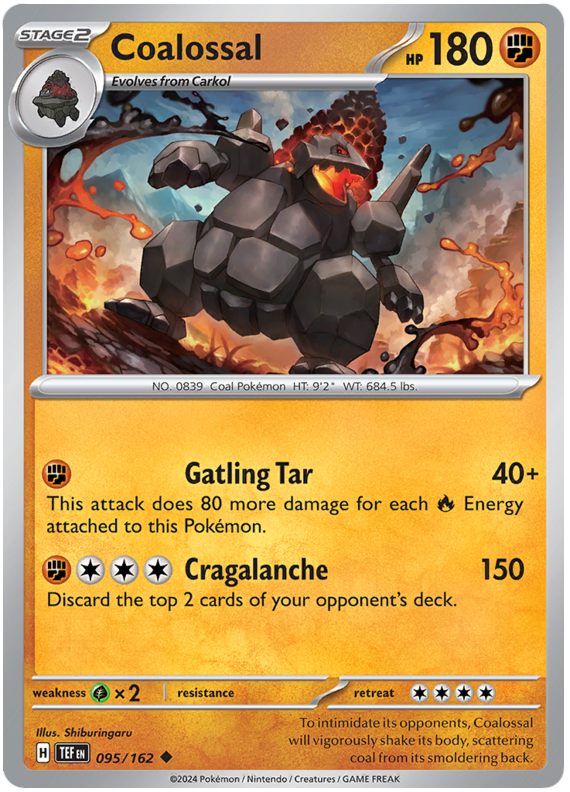 STAGE2
Coalossal
HP 180
Evolves from Carkol
NO. 0839 Coal Pokémon HT: 9'2" WT: 684.5 lbs.
Gatling Tar 40+
This attack does 80 more damage for each Energy
attached to this Pokémon.
Cragalanche 150
Discard the top 2 cards of your opponent's deck.
weakness ×2 resistance retreat
Illus. Shiburingaru
H TEF EN 095/162
To intimidate its opponents, Coalossal
will vigorously shake its body, scattering
coal from its smoldering back.
©2024 Pokémon / Nintendo / Creatures / GAME FREAK